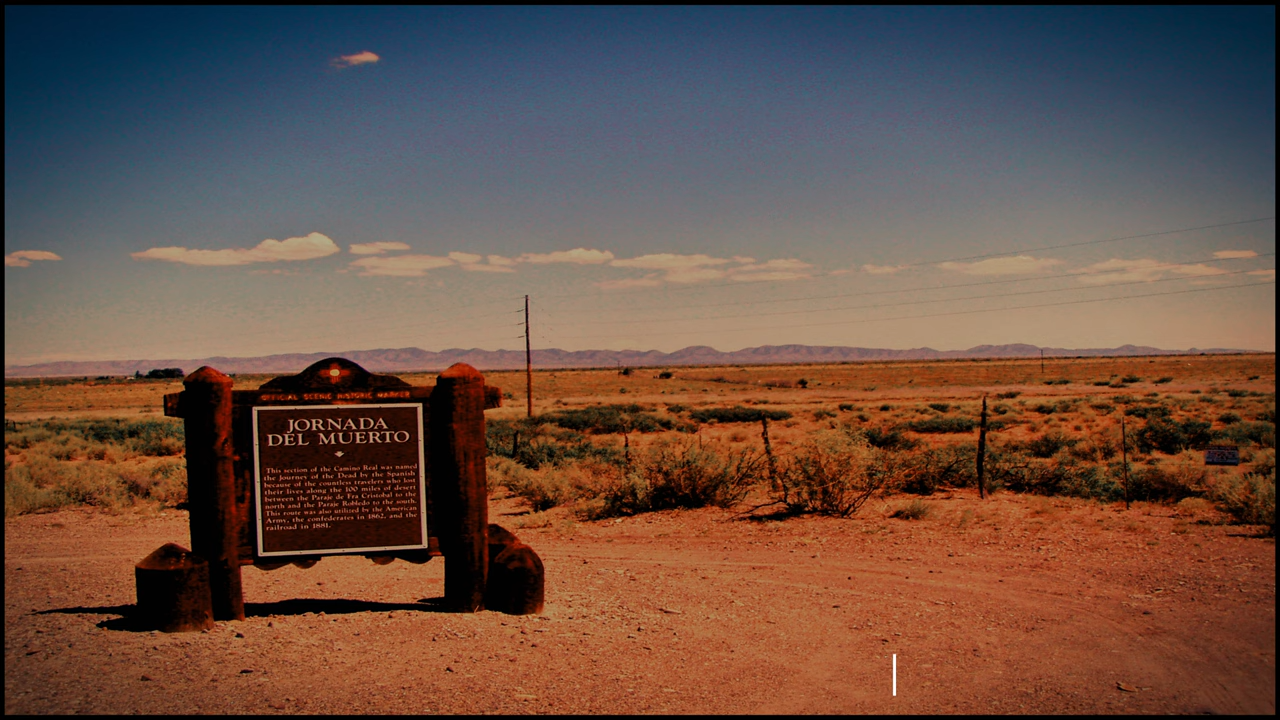 OFFICIAL SCENIC HISTORIC MARKER
JORNADA
DEL MUERTO
This section of the Camino Real was named
the Journey of the Dead by the Spanish
because of the countless travelers who lost
their lives along the 100 miles of desert
between the Paraje de Fra Cristobal to the
north and the Paraje Robledo to the south.
This route was also utilized by the American
Army, the confederates in 1862, and the
railroad in 1881.